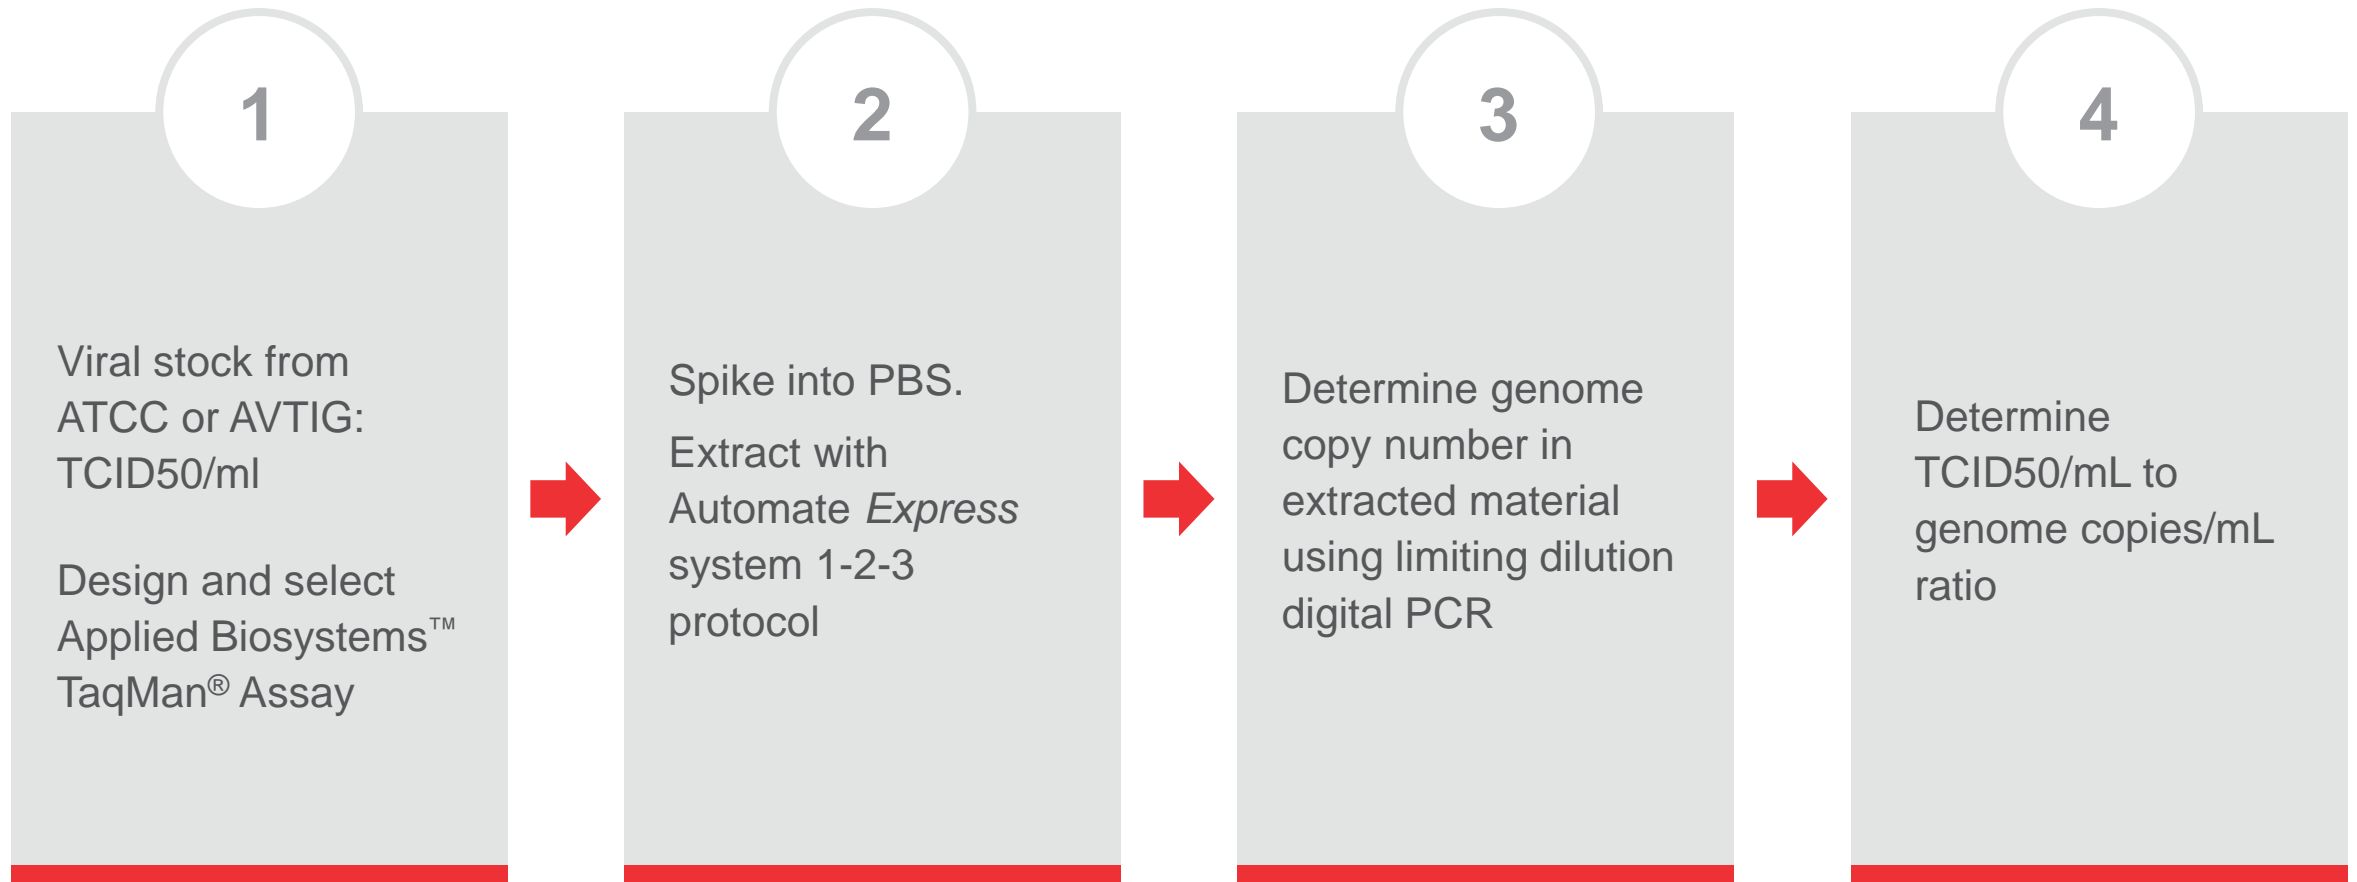 1
Viral stock from
ATCC or AVTIG:
TCID50/ml
Design and select
Applied Biosystems™
TaqMan® Assay
2
Spike into PBS.
Extract with
Automate Express
system 1-2-3
protocol
3
Determine genome
copy number in
extracted material
using limiting dilution
digital PCR
4
Determine
TCID50/mL to
genome copies/mL
ratio